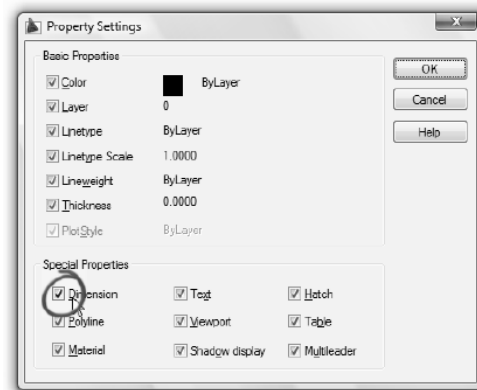 Property Settings
Basic Properties
Color ByLayer
Layer 0
Linetype ByLayer
Linetype Scale 1.0000
Lineweight ByLayer
Thickness 0.0000
PlotStyle ByLayer
Special Properties
Dimension Text Hatch
Polyline Viewport Table
Material Shadow display Multileader
OK
Cancel
Help